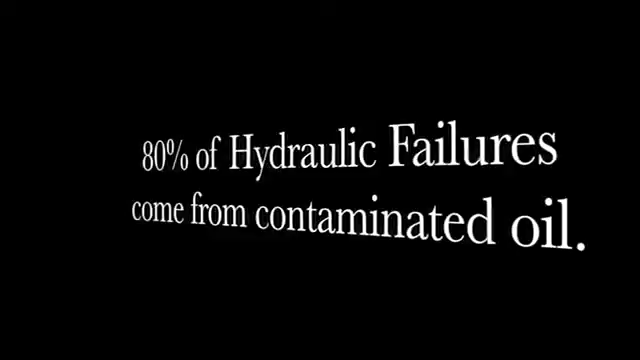 80% of Hydraulic Failures
come from contaminated oil.